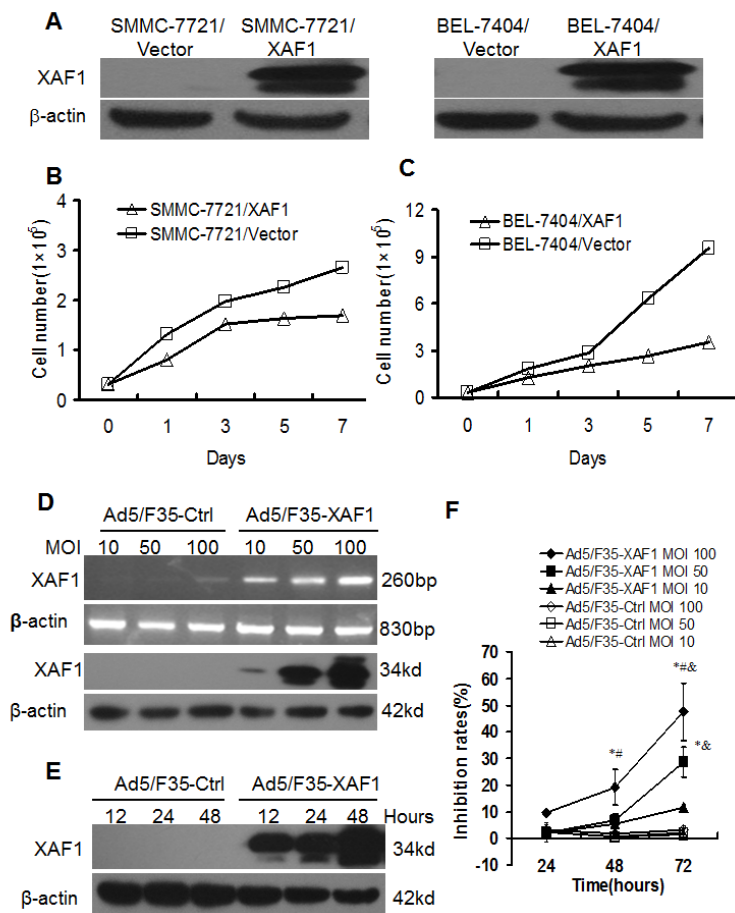 A
SMMC-7721/
Vector
SMMC-7721/
XAF1
BEL-7404/
Vector
BEL-7404/
XAF1
XAF1
β-actin
B
SMMC-7721/XAF1
SMMC-7721/Vector
Cell number(1×10⁵)
4
3
2
1
0
0 1 3 5 7
Days
C
BEL-7404/XAF1
BEL-7404/Vector
Cell number(1×10⁵)
12
9
6
3
0
0 1 3 5 7
Days
D
Ad5/F35-Ctrl Ad5/F35-XAF1
MOI 10 50 100 10 50 100
XAF1 260bp
β-actin 830bp
XAF1 34kd
β-actin 42kd
E
Ad5/F35-Ctrl Ad5/F35-XAF1
12 24 48 12 24 48 Hours
XAF1 34kd
β-actin 42kd
F
Ad5/F35-XAF1 MOI 100
Ad5/F35-XAF1 MOI 50
Ad5/F35-XAF1 MOI 10
Ad5/F35-Ctrl MOI 100
Ad5/F35-Ctrl MOI 50
Ad5/F35-Ctrl MOI 10
Inhibition rates(%)
70
60
50
40
30
20
10
0
-10
*#
*#&
*&
24 48 72
Time(hours)